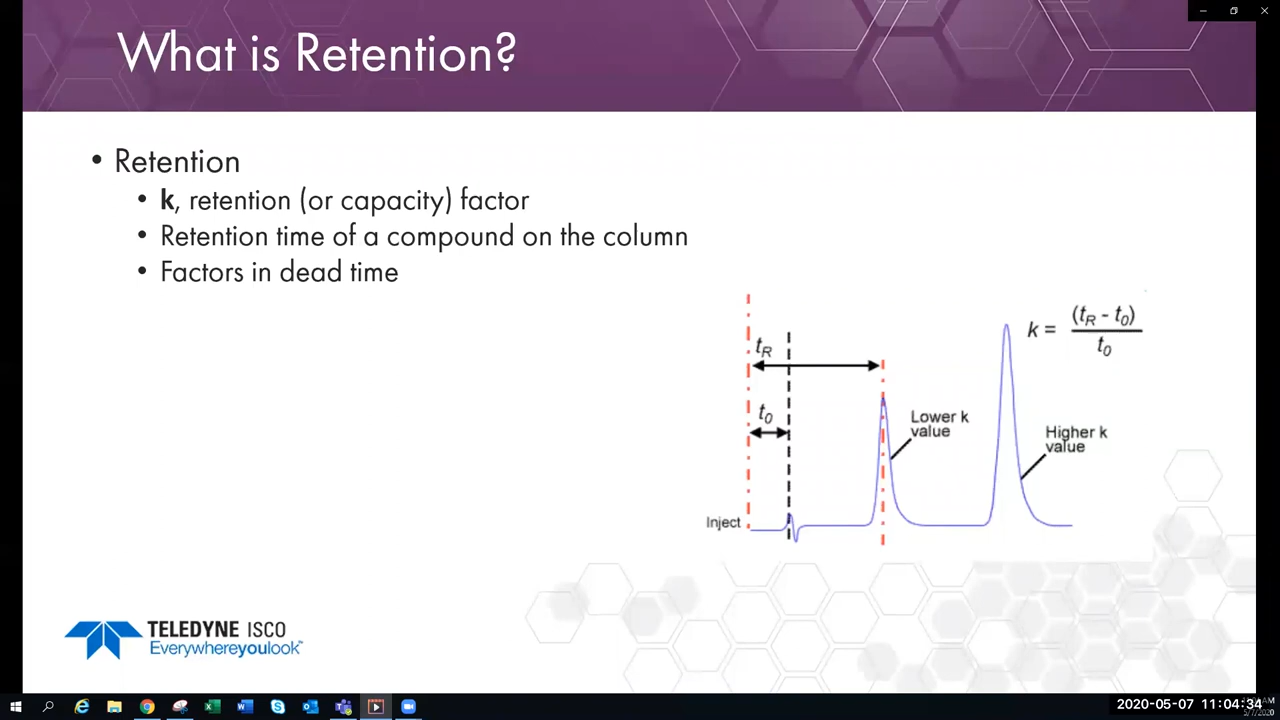 What is Retention?
• Retention
• k, retention (or capacity) factor
• Retention time of a compound on the column
• Factors in dead time
k = (tR - t0)
t0
tR
t0
Lower k
value
Higher k
value
Inject
TELEDYNE ISCO
Everywhereyoulook™
2020-05-07 11:04:34